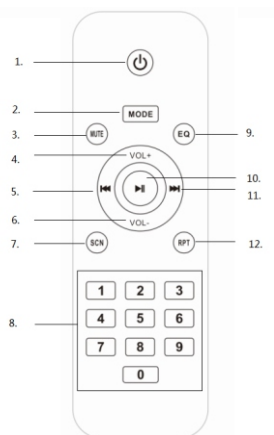 1.
2. MODE
3. MUTE EQ 9.
4. VOL+
10.
5. 11.
6. VOL-
7. SCN RPT 12.
1 2 3
8. 4 5 6
7 8 9
0